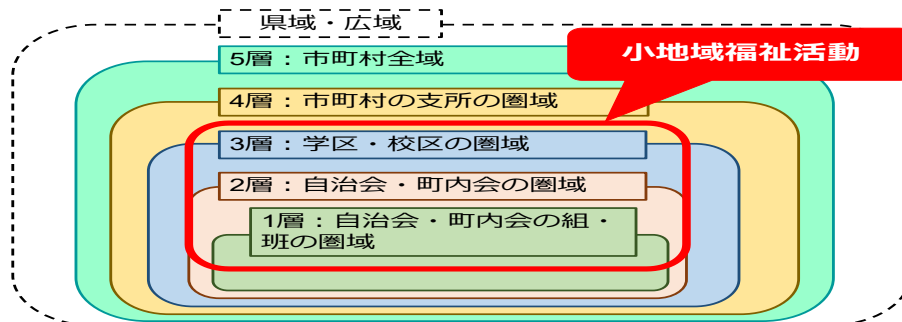 県域・広域
5層：市町村全域
小地域福祉活動
4層：市町村の支所の圏域
3層：学区・校区の圏域
2層：自治会・町内会の圏域
1層：自治会・町内会の組・
班の圏域